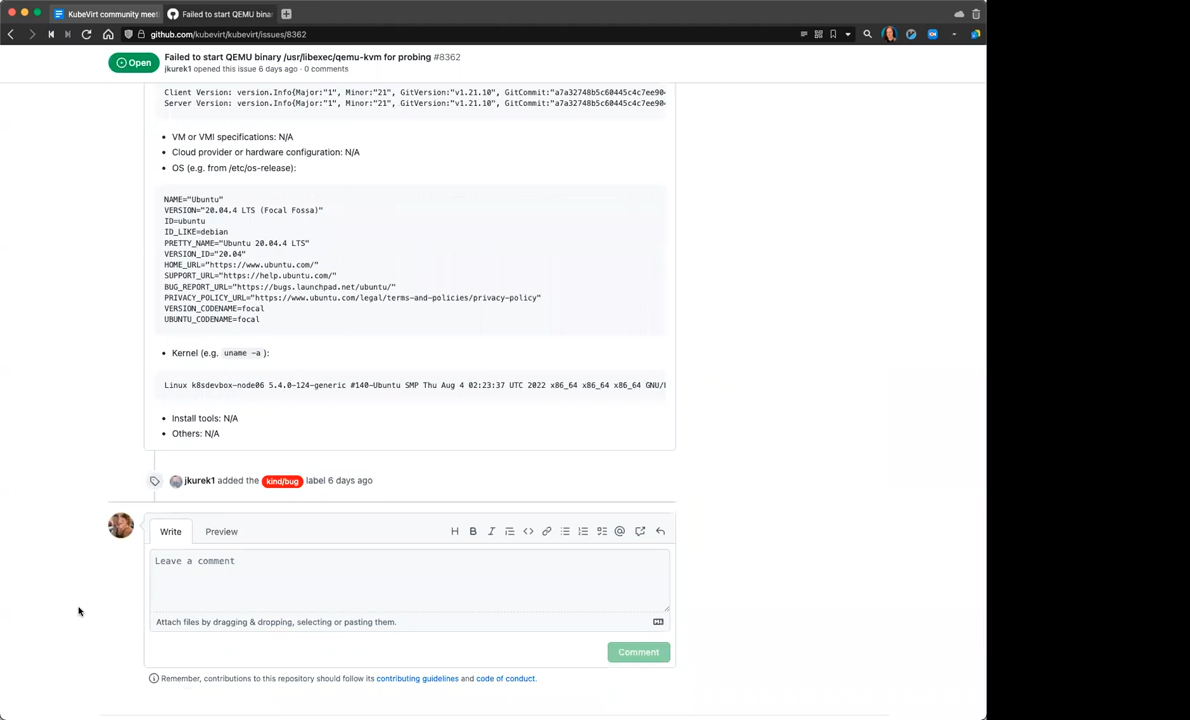 KubeVirt community mee
Failed to start QEMU bina
github.com/kubevirt/kubevirt/issues/8362
Open
Failed to start QEMU binary /usr/libexec/qemu-kvm for probing #8362
jkurek1 opened this issue 6 days ago · 0 comments
Client Version: version.Info{Major:"1", Minor:"21", GitVersion:"v1.21.10", GitCommit:"a7a32748b5c60445c4c7ee904
Server Version: version.Info{Major:"1", Minor:"21", GitVersion:"v1.21.10", GitCommit:"a7a32748b5c60445c4c7ee904
• VM or VMI specifications: N/A
• Cloud provider or hardware configuration: N/A
• OS (e.g. from /etc/os-release):
NAME="Ubuntu"
VERSION="20.04.4 LTS (Focal Fossa)"
ID=ubuntu
ID_LIKE=debian
PRETTY_NAME="Ubuntu 20.04.4 LTS"
VERSION_ID="20.04"
HOME_URL="https://www.ubuntu.com/"
SUPPORT_URL="https://help.ubuntu.com/"
BUG_REPORT_URL="https://bugs.launchpad.net/ubuntu/"
PRIVACY_POLICY_URL="https://www.ubuntu.com/legal/terms-and-policies/privacy-policy"
VERSION_CODENAME=focal
UBUNTU_CODENAME=focal
• Kernel (e.g. uname -a ):
Linux k8sdevbox-node06 5.4.0-124-generic #140-Ubuntu SMP Thu Aug 4 02:23:37 UTC 2022 x86_64 x86_64 x86_64 GNU/L
• Install tools: N/A
• Others: N/A
jkurek1 added the kind/bug label 6 days ago
Write Preview
Leave a comment
Attach files by dragging & dropping, selecting or pasting them.
Comment
Remember, contributions to this repository should follow its contributing guidelines and code of conduct.